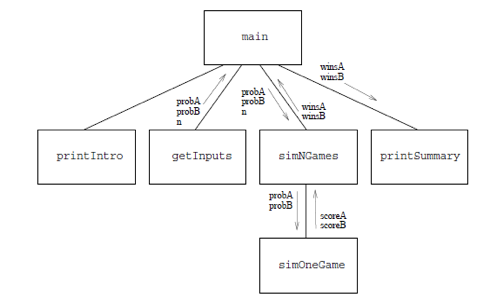 main
winsA
winsB
probA
probB
n
probA
probB
n
winsA
winsB
printIntro
getInputs
simNGames
printSummary
probA
probB
scoreA
scoreB
simOneGame